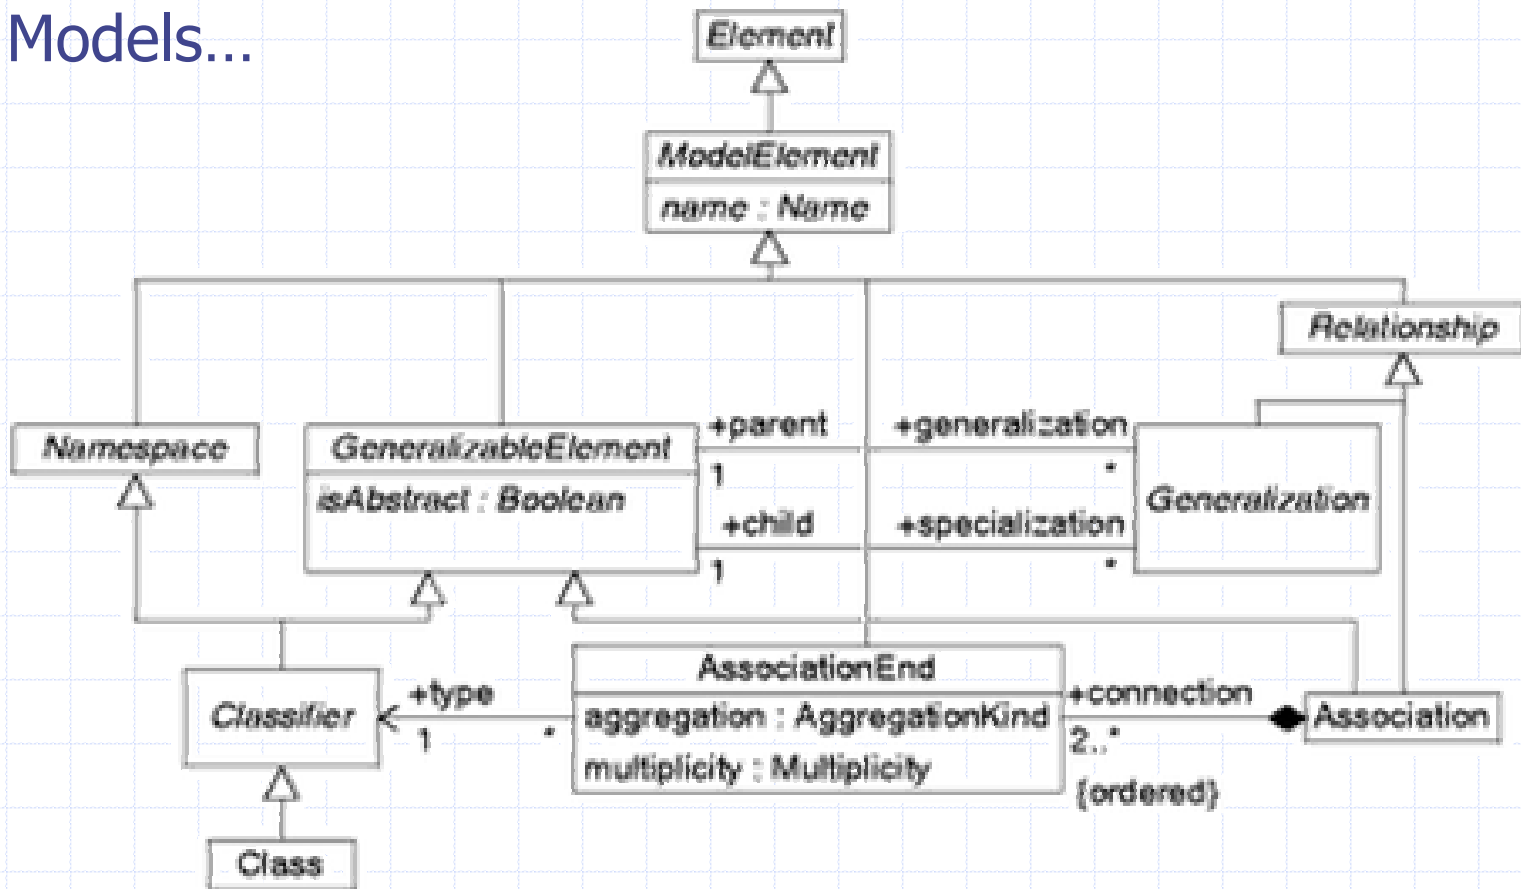 Models...
Element
ModelElement
name : Name
Relationship
Namespace
GeneralizableElement
isAbstract : Boolean
+parent
1
+generalization
*
+child
1
+specialization
*
Generalization
Classifier
+type
1
*
AssociationEnd
aggregation : AggregationKind
multiplicity : Multiplicity
+connection
2..*
{ordered}
Association
Class